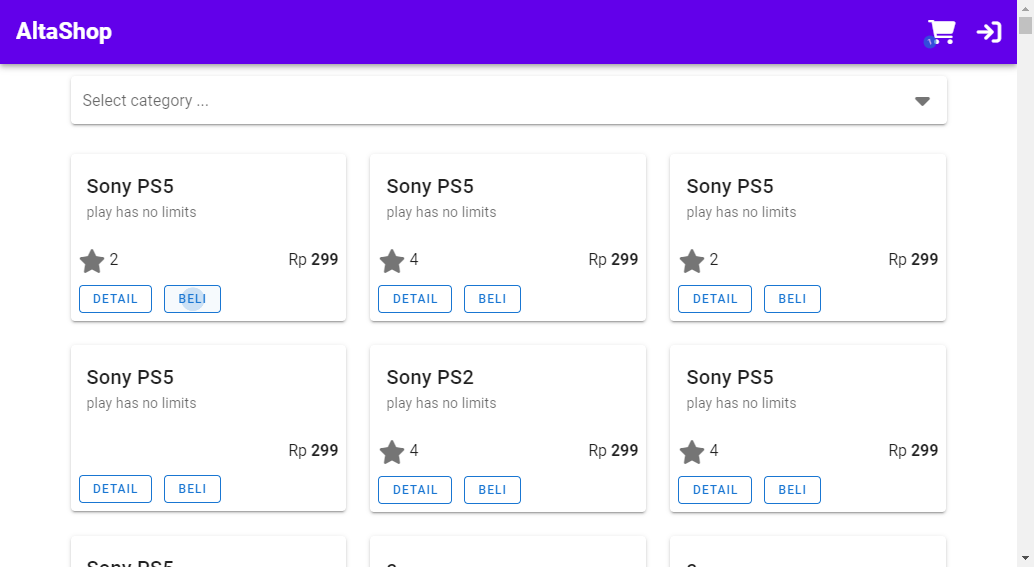 AltaShop
1
Select category ...
Sony PS5
play has no limits
2
Rp 299
DETAIL
BELI
Sony PS5
play has no limits
4
Rp 299
DETAIL
BELI
Sony PS5
play has no limits
2
Rp 299
DETAIL
BELI
Sony PS5
play has no limits
Rp 299
DETAIL
BELI
Sony PS2
play has no limits
4
Rp 299
DETAIL
BELI
Sony PS5
play has no limits
4
Rp 299
DETAIL
BELI
Sony PS5